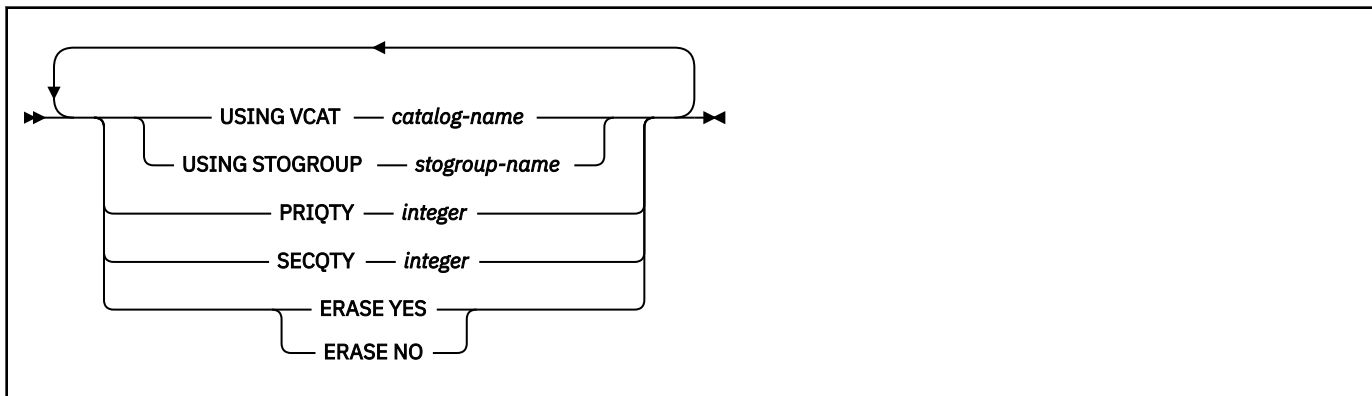 USING VCAT catalog-name
USING STOGROUP stogroup-name
PRIQTY integer
SECQTY integer
ERASE YES
ERASE NO